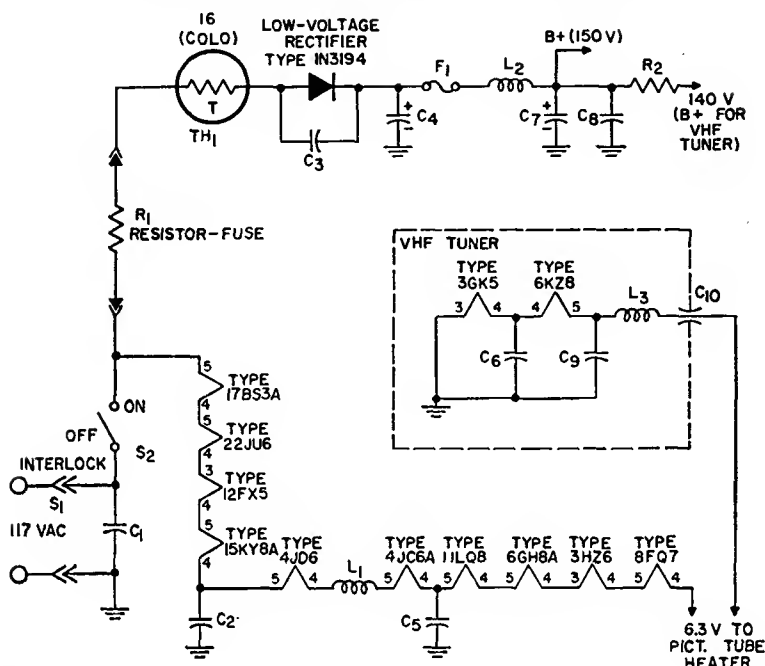 16
(COLO)
LOW-VOLTAGE
RECTIFIER
TYPE 1N3194
T
TH1
C3
C4
F1
L2
B+ (150 V)
C7
C8
R2
140 V
(B+ FOR
VHF
TUNER)
+
-
+
-
R1
RESISTOR-FUSE
VHF TUNER
TYPE
3GK5
3 4
TYPE
6KZ8
4 5
L3
C10
C6
C9
ON
OFF
S2
INTERLOCK
S1
117 VAC
C1
5
4
TYPE
17BS3A
5
4
TYPE
22JU6
3
4
TYPE
12FX5
5
4
TYPE
15KY8A
TYPE
4JD6
5 4
L1
TYPE
4JC6A
5 4
TYPE
11LQ8
5 4
TYPE
6GH8A
5 4
TYPE
3HZ6
3 4
TYPE
8FQ7
5 4
C2
C5
6.3 V TO
PICT. TUBE
HEATER